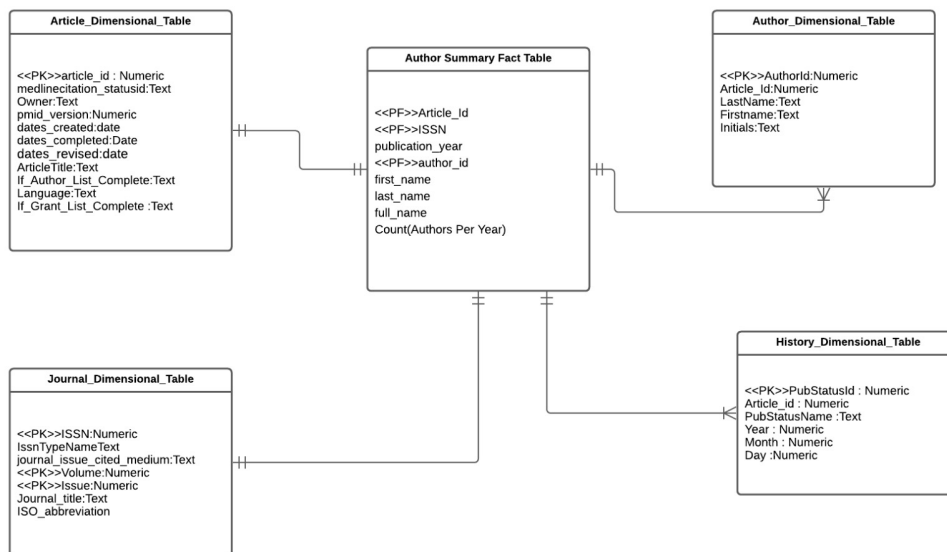 Article_Dimensional_Table
<<PK>>article_id : Numeric
medlinecitation_statusid:Text
Owner:Text
pmid_version:Numeric
dates_created:date
dates_completed:Date
dates_revised:date
ArticleTitle:Text
If_Author_List_Complete:Text
Language:Text
If_Grant_List_Complete :Text
Author Summary Fact Table
<<PF>>Article_Id
<<PF>>ISSN
publication_year
<<PF>>author_id
first_name
last_name
full_name
Count(Authors Per Year)
Author_Dimensional_Table
<<PK>>AuthorId:Numeric
Article_Id:Numeric
LastName:Text
Firstname:Text
Initials:Text
Journal_Dimensional_Table
<<PK>>ISSN:Numeric
IssnTypeNameText
journal_issue_cited_medium:Text
<<PK>>Volume:Numeric
<<PK>>Issue:Numeric
Journal_title:Text
ISO_abbreviation
History_Dimensional_Table
<<PK>>PubStatusId : Numeric
Article_id : Numeric
PubStatusName :Text
Year : Numeric
Month : Numeric
Day :Numeric